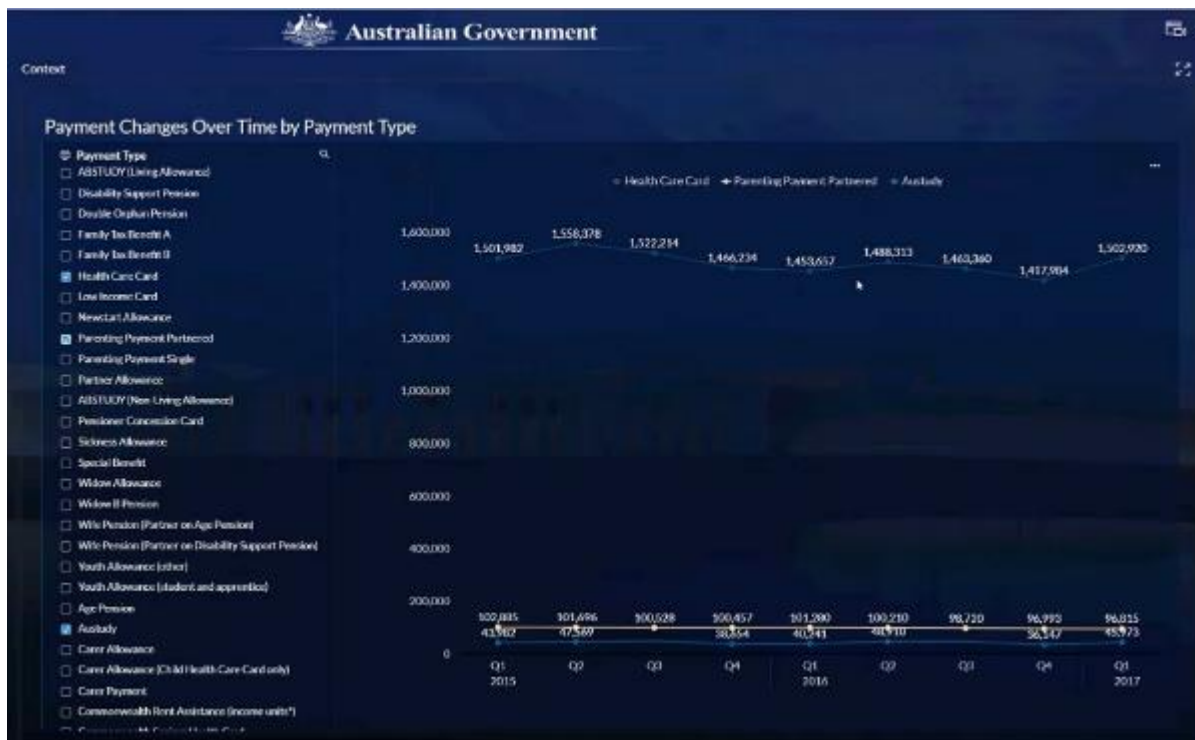 Australian Government
Context
Payment Changes Over Time by Payment Type
Payment Type
ABSTUDY (Living Allowance)
Disability Support Pension
Double Orphan Pension
Family Tax Benefit A
Family Tax Benefit B
Health Care Card
Low Income Card
Newstart Allowance
Parenting Payment Partnered
Parenting Payment Single
Partner Allowance
ABSTUDY (Non-Living Allowance)
Pensioner Concession Card
Sickness Allowance
Special Benefit
Widow Allowance
Widow B Pension
Wife Pension (Partner on Age Pension)
Wife Pension (Partner on Disability Support Pension)
Youth Allowance (other)
Youth Allowance (student and apprentice)
Age Pension
Austudy
Carer Allowance
Carer Allowance (Child Health Care Card only)
Carer Payment
Commonwealth Rent Assistance (income units*)
Health Care Card Parenting Payment Partnered Austudy
1,600,000
1,400,000
1,200,000
1,000,000
800,000
600,000
400,000
200,000
0
1,501,982 1,558,378 1,522,214 1,466,234 1,453,657 1,488,313 1,463,360 1,417,984 1,502,920
102,885 101,696 100,528 100,457 101,280 100,210 98,720 96,993 96,815
Q1 Q2 Q3 Q4 Q1 Q2 Q3 Q4 Q1
2015 2016 2017